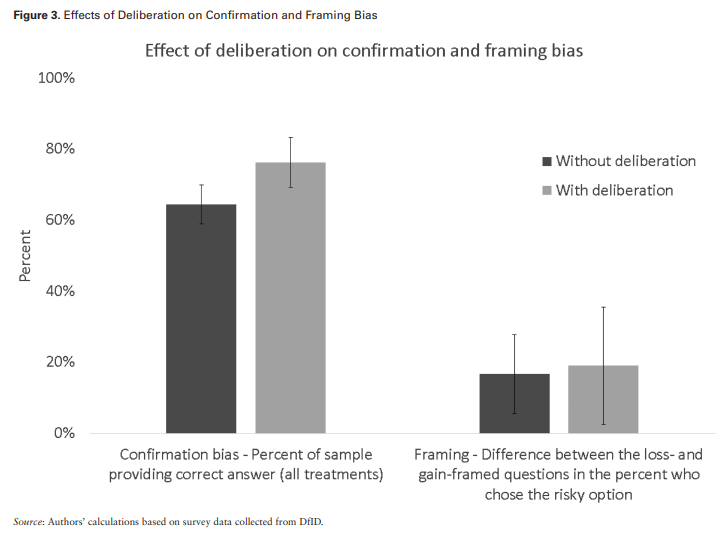 Figure 3. Effects of Deliberation on Confirmation and Framing Bias
Effect of deliberation on confirmation and framing bias
100%
80%
60%
40%
20%
0%
Percent
Without deliberation
With deliberation
Confirmation bias - Percent of sample
providing correct answer (all treatments)
Framing - Difference between the loss- and
gain-framed questions in the percent who
chose the risky option
Source: Authors' calculations based on survey data collected from DfID.